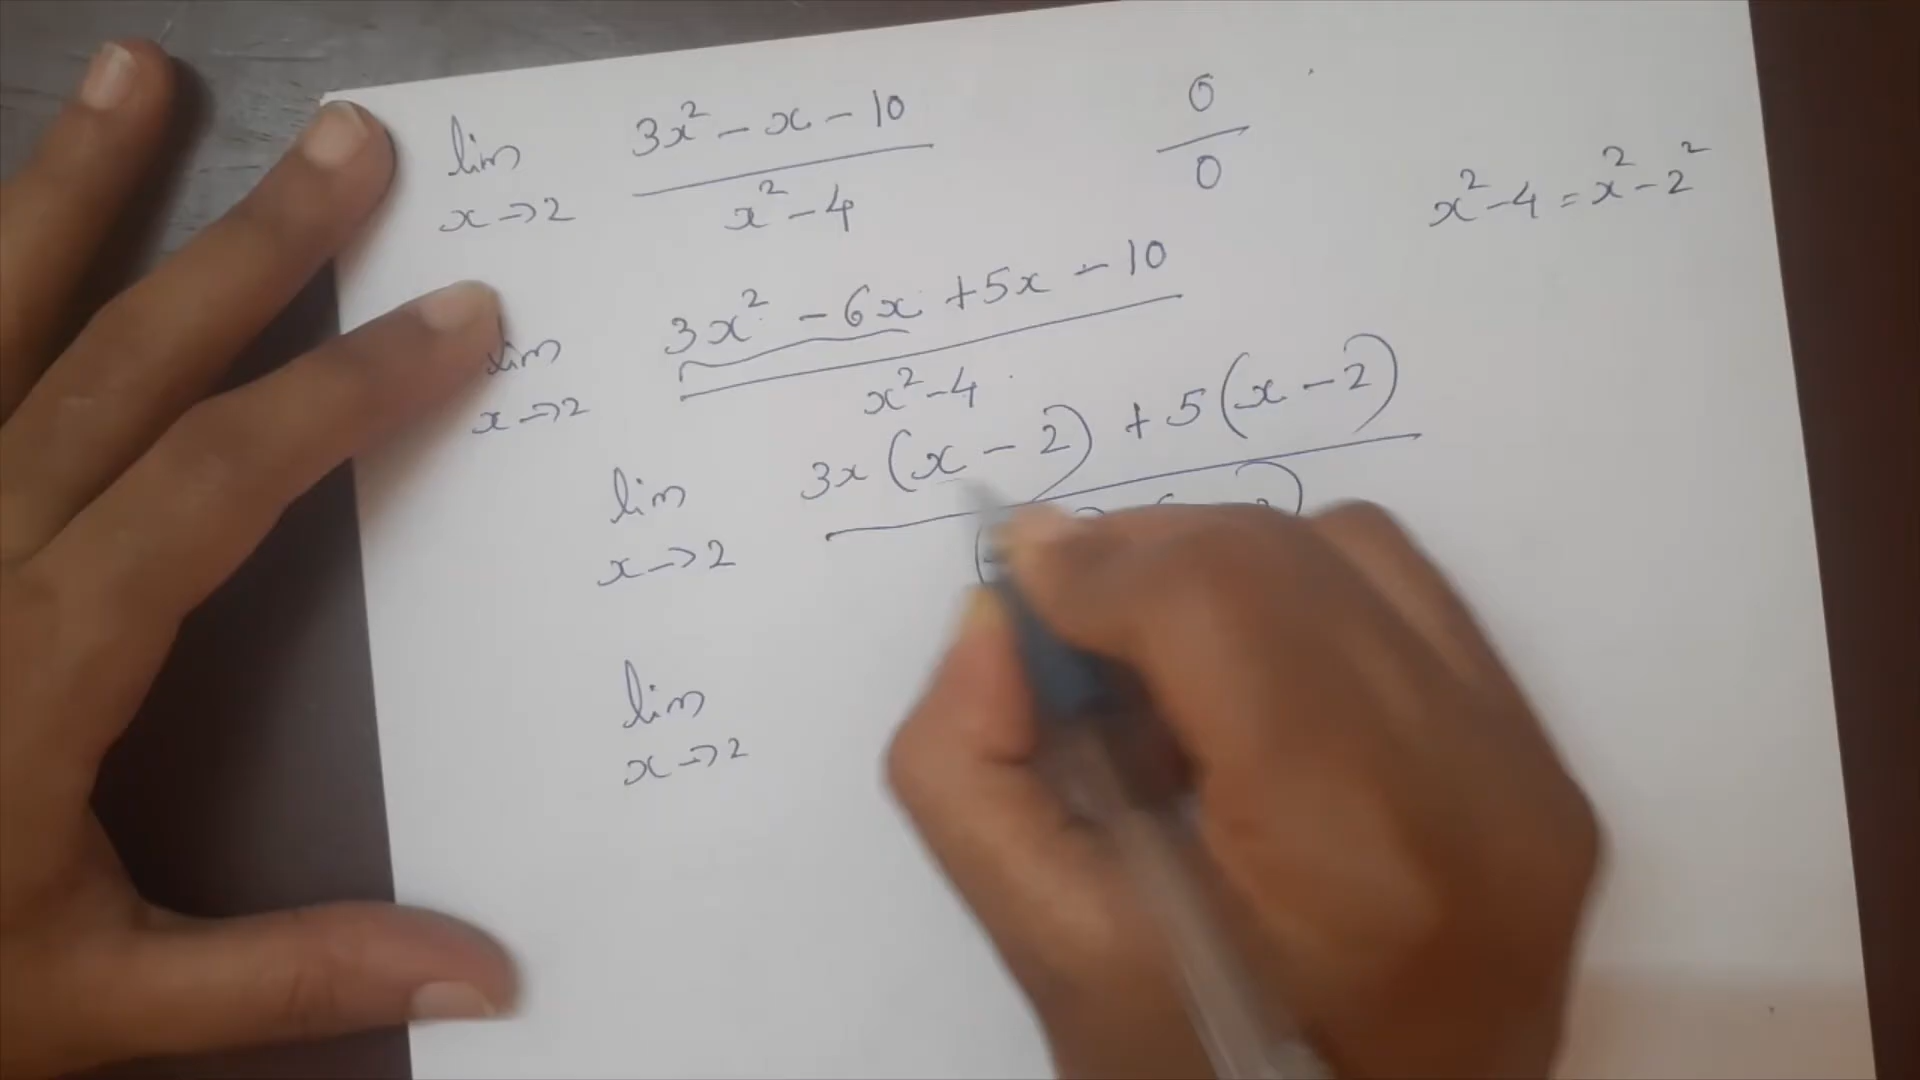 lim 3x² - x - 10 0
x→2 x² - 4 0
x² - 4 = x² - 2²
lim 3x² - 6x + 5x - 10
x→2 x² - 4
lim 3x (x - 2) + 5 (x - 2)
x→2
lim
x→2